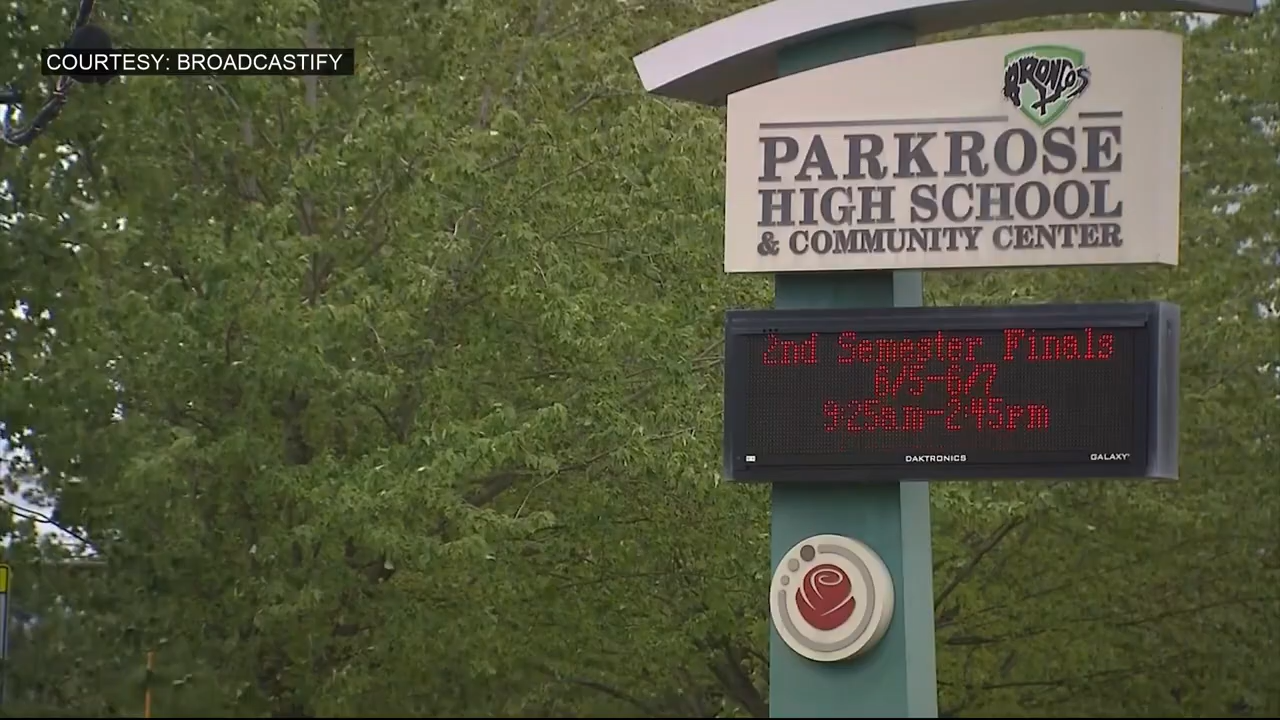 COURTESY: BROADCASTIFY
BRONCOS
PARKROSE
HIGH SCHOOL
& COMMUNITY CENTER
2nd Semester Finals
6/5-6/7
9:25am-2:45pm
DAKTRONICS GALAXY